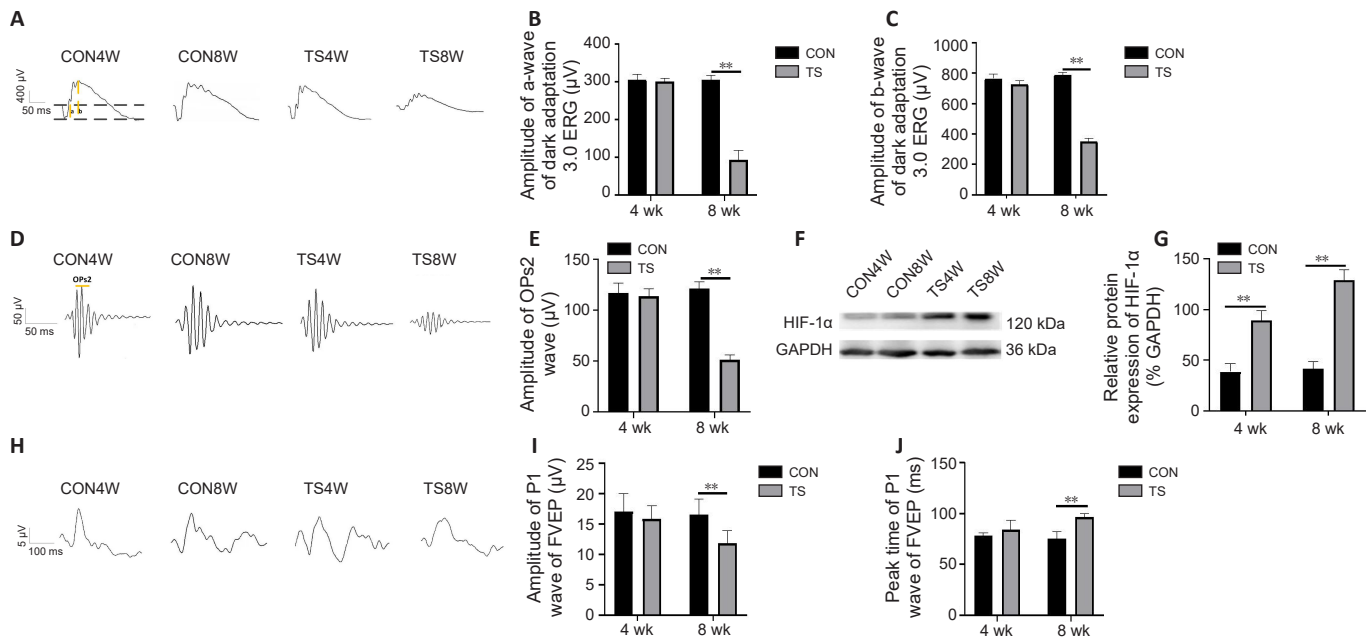 A
CON4W
CON8W
TS4W
TS8W
400 μV
50 ms
a
b
B
Amplitude of a-wave
of dark adaptation
3.0 ERG (μV)
400
300
100
0
**
4 wk
8 wk
CON
TS
C
Amplitude of b-wave
of dark adaptation
3.0 ERG (μV)
1000
800
600
400
200
0
**
4 wk
8 wk
CON
TS
D
CON4W
CON8W
TS4W
TS8W
OPs2
50 μV
50 ms
E
Amplitude of OPs2
wave (μV)
150
100
50
0
**
4 wk
8 wk
CON
TS
F
CON4W
CON8W
TS4W
TS8W
HIF-1α
120 kDa
GAPDH
36 kDa
G
Relative protein
expression of HIF-1α
(% GAPDH)
150
100
50
0
**
**
4 wk
8 wk
CON
TS
H
CON4W
CON8W
TS4W
TS8W
5 μV
100 ms
I
Amplitude of P1
wave of FVEP (μV)
25
20
15
10
5
0
**
4 wk
8 wk
CON
TS
J
Peak time of P1
wave of FVEP (ms)
150
100
50
0
**
4 wk
8 wk
CON
TS